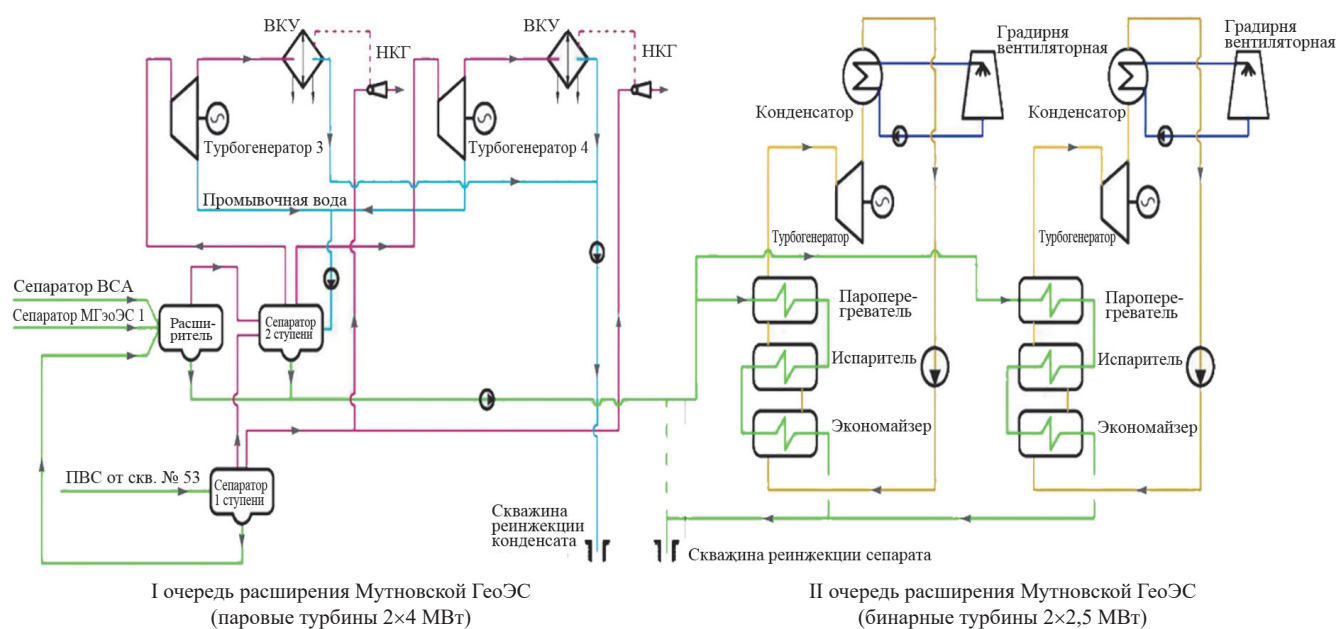 ВКУ
ВКУ
НКГ
НКГ
Турбогенератор 3
Турбогенератор 4
Промывочная вода
Сепаратор ВСА
Сепаратор МГэоЭС 1
Расши-
ритель
Сепаратор
2 ступени
ПВС от скв. № 53
Сепаратор
1 ступени
Скважина
реинжекции
конденсата
I очередь расширения Мутновской ГеоЭС
(паровые турбины 2×4 МВт)
Градирня
вентиляторная
Градирня
вентиляторная
Конденсатор
Конденсатор
Турбогенератор
Турбогенератор
Паропере-
греватель
Паропере-
греватель
Испаритель
Испаритель
Экономайзер
Экономайзер
Скважина реинжекции сепарата
II очередь расширения Мутновской ГеоЭС
(бинарные турбины 2×2,5 МВт)